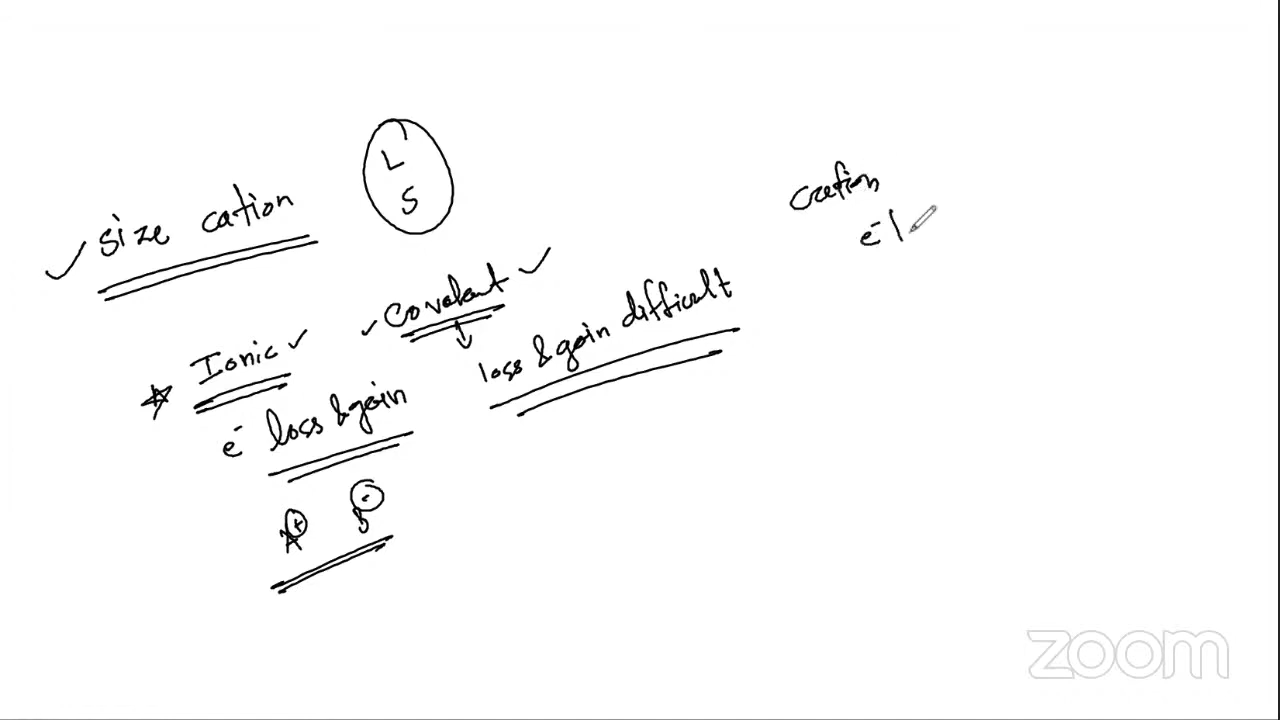 L
S
✓ size cation
cation
e⁻ l
✓ covalent ✓
Ionic ✓
loss & gain difficult
e⁻ loss & gain
A⁺ B⁻
zoom